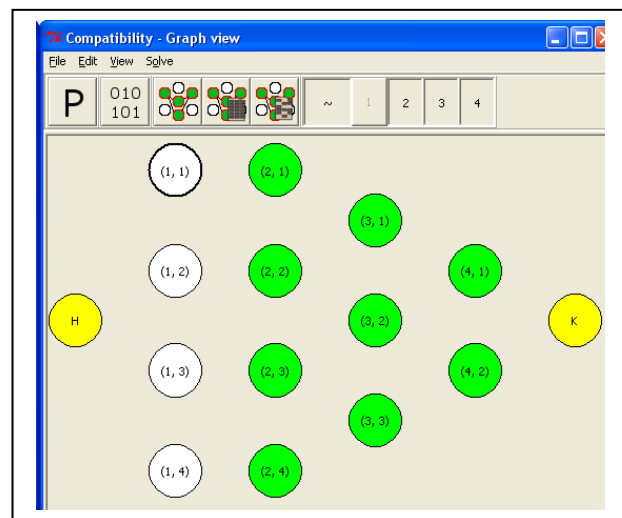 Compatibility - Graph view
File Edit View Solve
P 010 101 ~ 1 2 3 4
(1, 1) (2, 1)
(3, 1)
(1, 2) (2, 2) (4, 1)
H (3, 2) K
(1, 3) (2, 3) (4, 2)
(3, 3)
(1, 4) (2, 4)